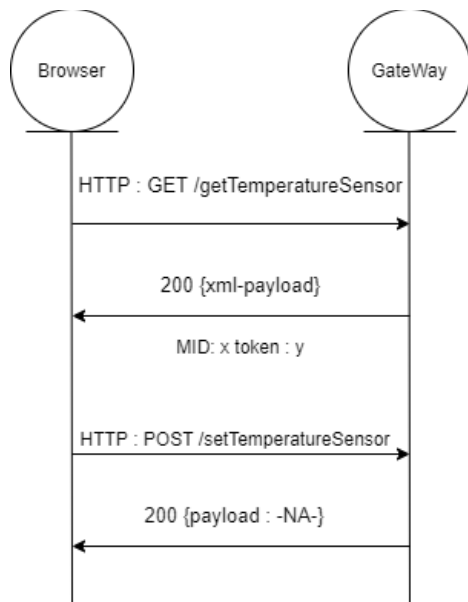 Browser
GateWay
HTTP : GET /getTemperatureSensor
200 {xml-payload}
MID: x token : y
HTTP : POST /setTemperatureSensor
200 {payload : -NA-}